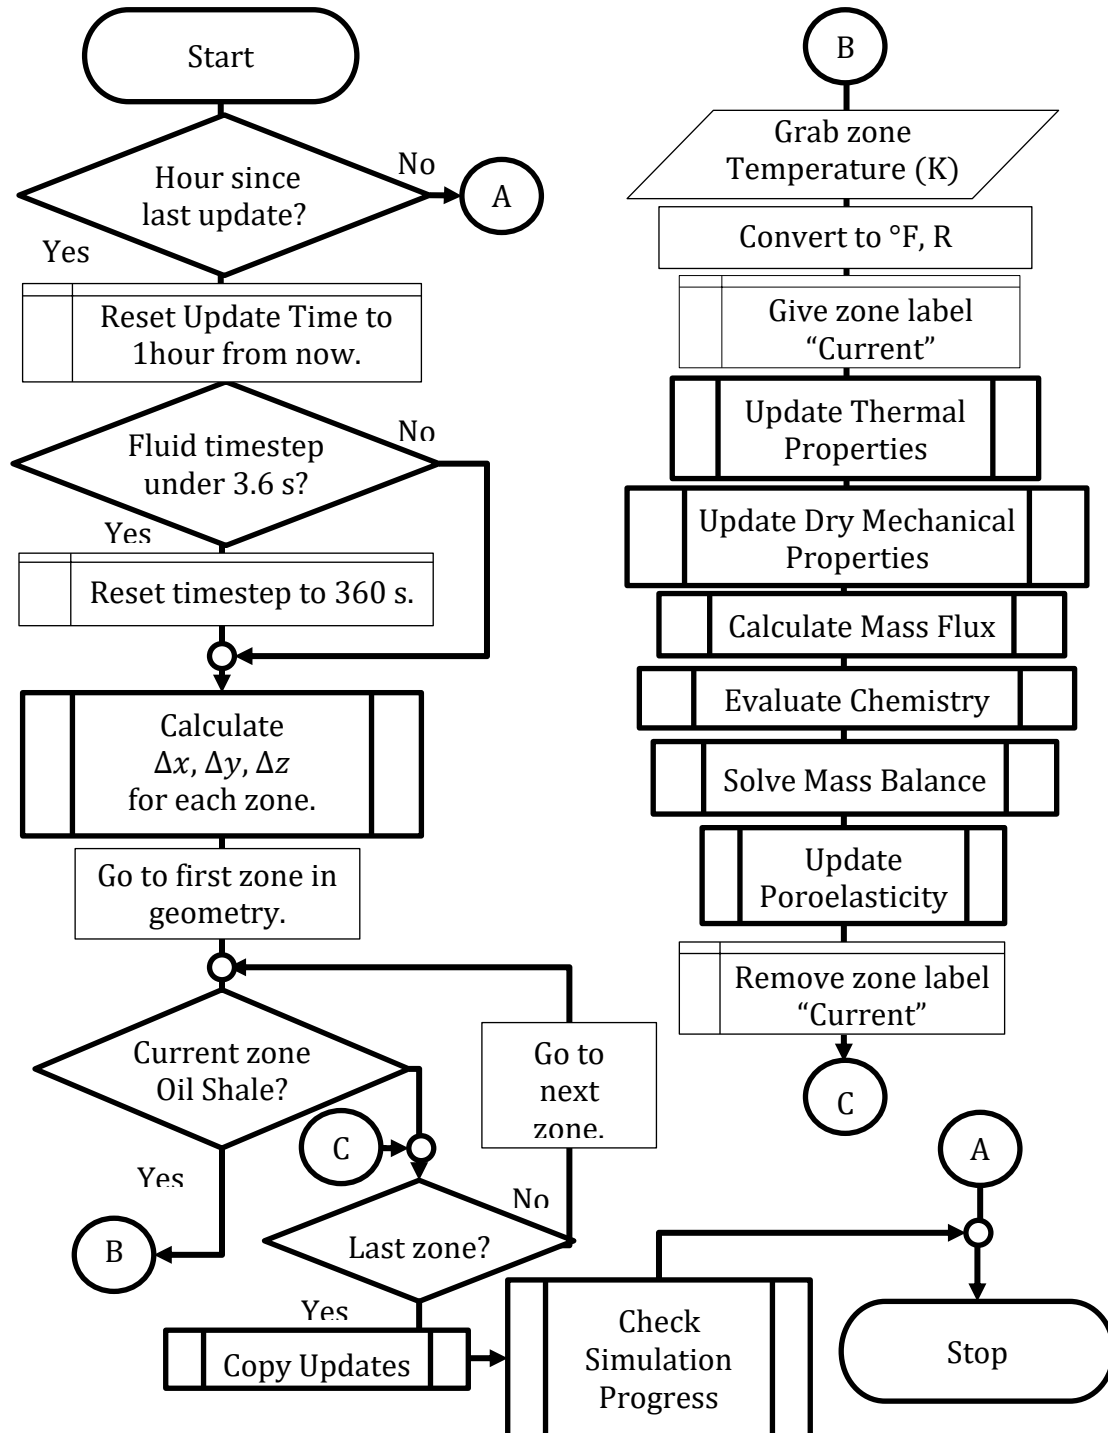 Start
Hour since
last update?
No
A
Yes
Reset Update Time to
1hour from now.
Fluid timestep
under 3.6 s?
No
Yes
Reset timestep to 360 s.
Calculate
Δx, Δy, Δz
for each zone.
Go to first zone in
geometry.
Current zone
Oil Shale?
Yes
B
C
Go to
next
zone.
Last zone?
No
Yes
Copy Updates
Check
Simulation
Progress
B
Grab zone
Temperature (K)
Convert to °F, R
Give zone label
“Current”
Update Thermal
Properties
Update Dry Mechanical
Properties
Calculate Mass Flux
Evaluate Chemistry
Solve Mass Balance
Update
Poroelasticity
Remove zone label
“Current”
C
A
Stop